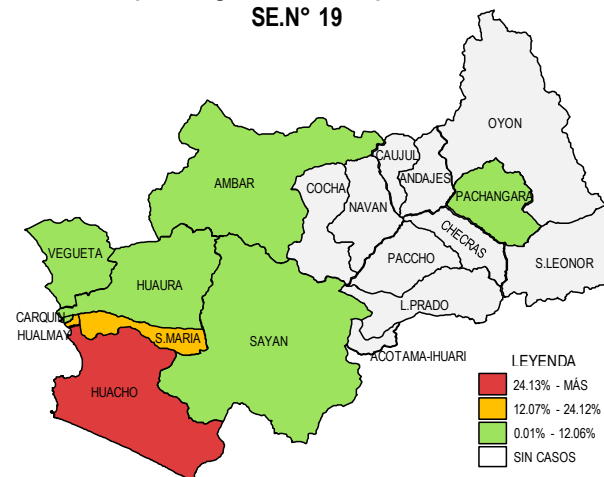 SE.N° 19
OYON
CAUJUL
ANDAJES
AMBAR
COCHA
NAVAN
PACHANGARA
CHECRAS
VEGUETA
PACCHO
S.LEONOR
HUAURA
L.PRADO
CARQUIN
HUALMAY
S.MARIA
SAYAN
ACOTAMA-IHUARI
HUACHO
LEYENDA
24.13% - MÁS
12.07% - 24.12%
0.01% - 12.06%
SIN CASOS